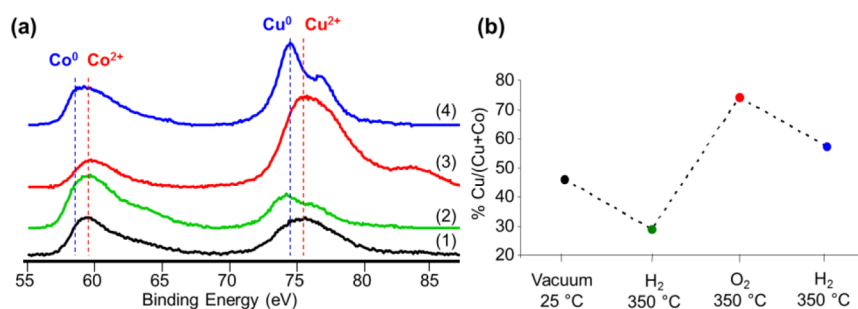 (a)
Co⁰ Co²⁺
Cu⁰ Cu²⁺
(4)
(3)
(2)
(1)
55 60 65 70 75 80 85
Binding Energy (eV)
(b)
% Cu/(Cu+Co)
80
70
60
50
40
30
20
Vacuum H₂ O₂ H₂
25 °C 350 °C 350 °C 350 °C